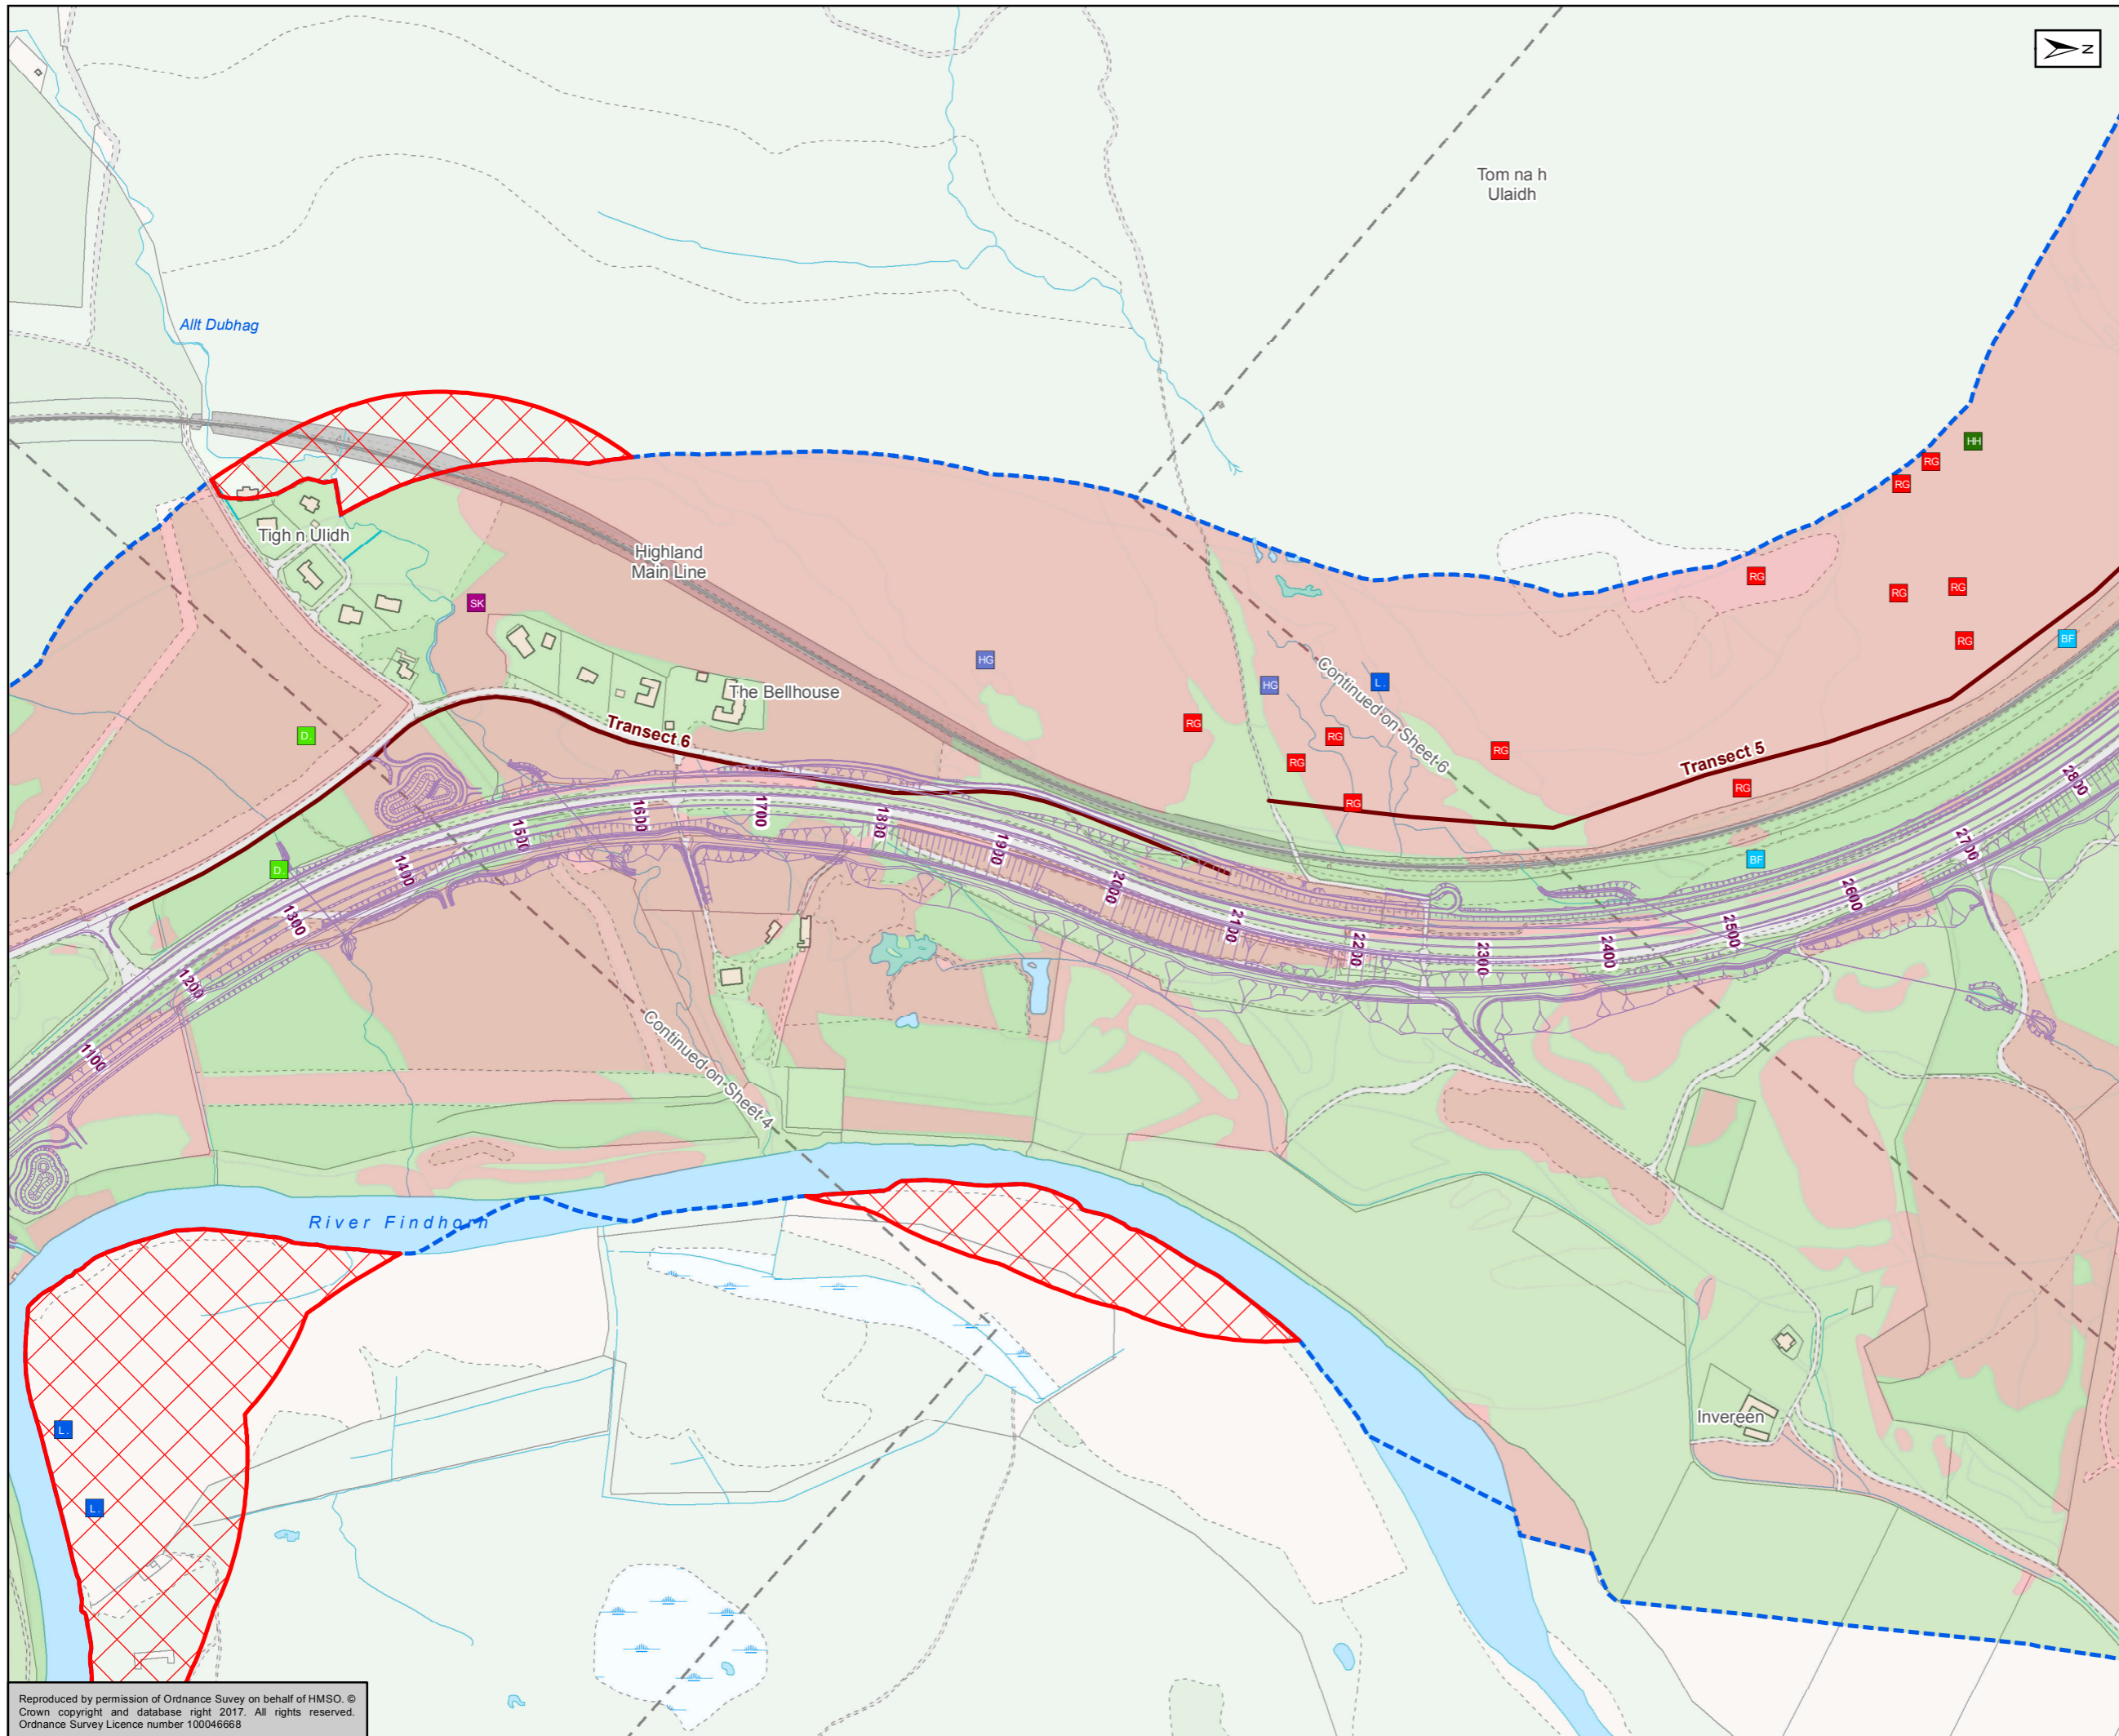 N
Tom na h
Ulaidh
Allt Dubhag
HH
RG
RG
Tigh n Ulidh
Highland
Main Line
RG
RG
RG
SK
RG
BF
HG
HG
L.
Continued on Sheet 6
The Bellhouse
Transect 6
RG
RG
RG
RG
Transect 5
RG
RG
D.
D.
BF
1100
1200
1300
1400
1500
1600
1700
1800
1900
2000
2100
2200
2300
2400
2500
2600
2700
2800
Continued on Sheet 4
River Findhorn
Invereen
L.
L.
Reproduced by permission of Ordnance Suvey on behalf of HMSO. ©
Crown copyright and database right 2017. All rights reserved.
Ordnance Survey Licence number 100046668